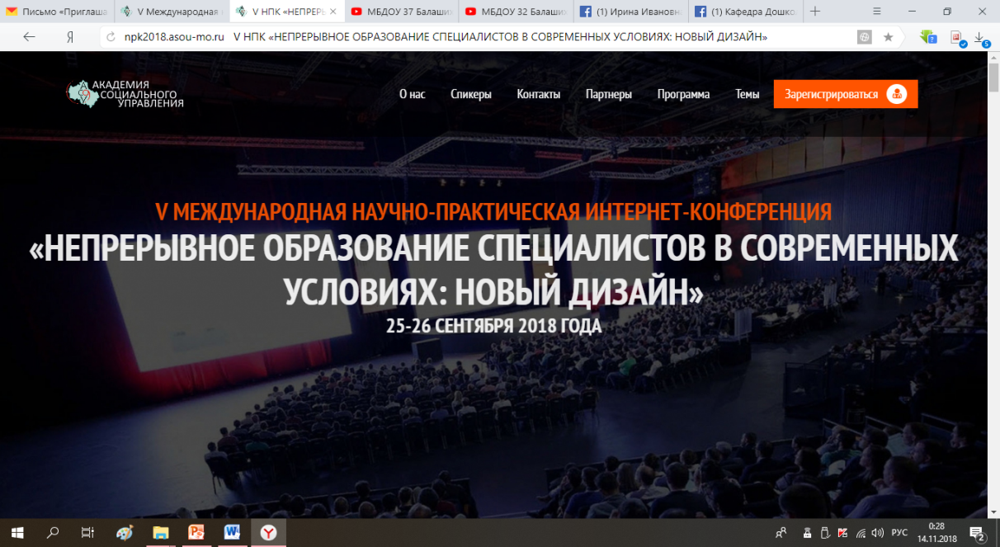 Письмо «Приглаша
V Международная
V НПК «НЕПРЕРЫ
МБДОУ 37 Балаши
МБДОУ 32 Балаши
(1) Ирина Ивановн
(1) Кафедра Дошко
Я npk2018.asou-mo.ru V НПК «НЕПРЕРЫВНОЕ ОБРАЗОВАНИЕ СПЕЦИАЛИСТОВ В СОВРЕМЕННЫХ УСЛОВИЯХ: НОВЫЙ ДИЗАЙН»
5
АКАДЕМИЯ
СОЦИАЛЬНОГО
УПРАВЛЕНИЯ
О нас Спикеры Контакты Партнеры Программа Темы Зарегистрироваться
V МЕЖДУНАРОДНАЯ НАУЧНО-ПРАКТИЧЕСКАЯ ИНТЕРНЕТ-КОНФЕРЕНЦИЯ
«НЕПРЕРЫВНОЕ ОБРАЗОВАНИЕ СПЕЦИАЛИСТОВ В СОВРЕМЕННЫХ
УСЛОВИЯХ: НОВЫЙ ДИЗАЙН»
25-26 СЕНТЯБРЯ 2018 ГОДА
РУС
0:28
14.11.2018
2